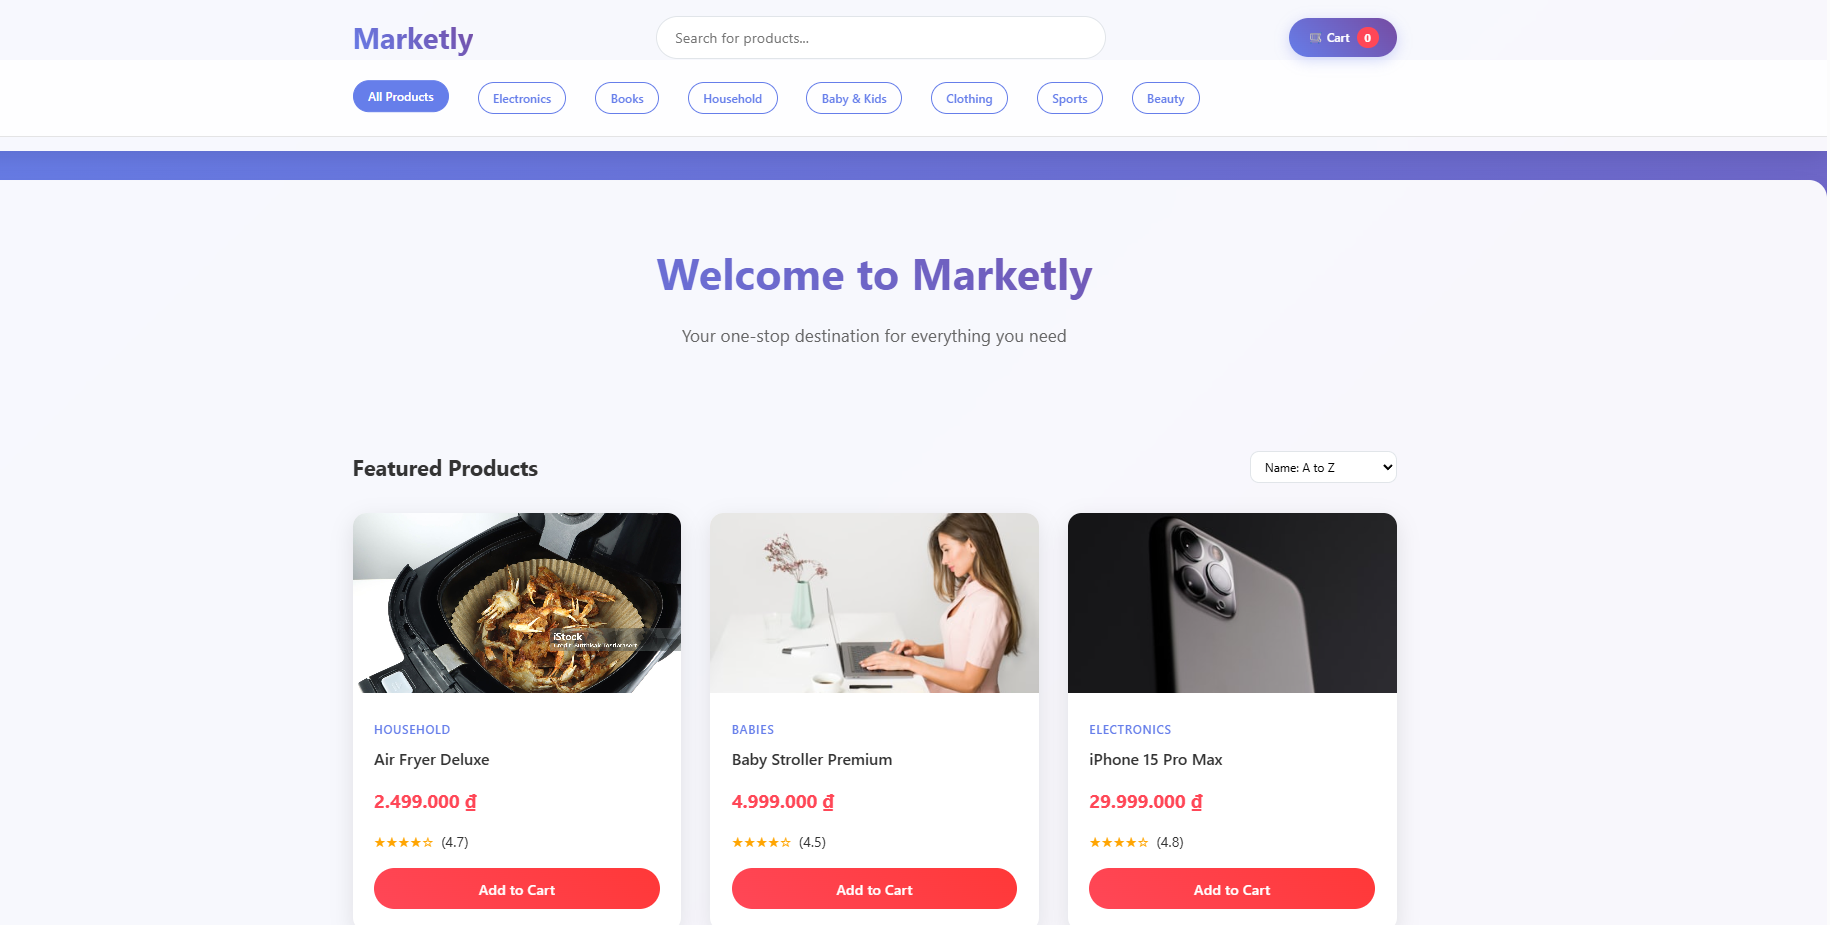 Marketly
Search for products...
Cart 0
All Products
Electronics
Books
Household
Baby & Kids
Clothing
Sports
Beauty
Welcome to Marketly
Your one-stop destination for everything you need
Featured Products
Name: A to Z
iStock
HOUSEHOLD
Air Fryer Deluxe
2.499.000 ₫
★★★★☆ (4.7)
Add to Cart
BABIES
Baby Stroller Premium
4.999.000 ₫
★★★★☆ (4.5)
Add to Cart
ELECTRONICS
iPhone 15 Pro Max
29.999.000 ₫
★★★★☆ (4.8)
Add to Cart